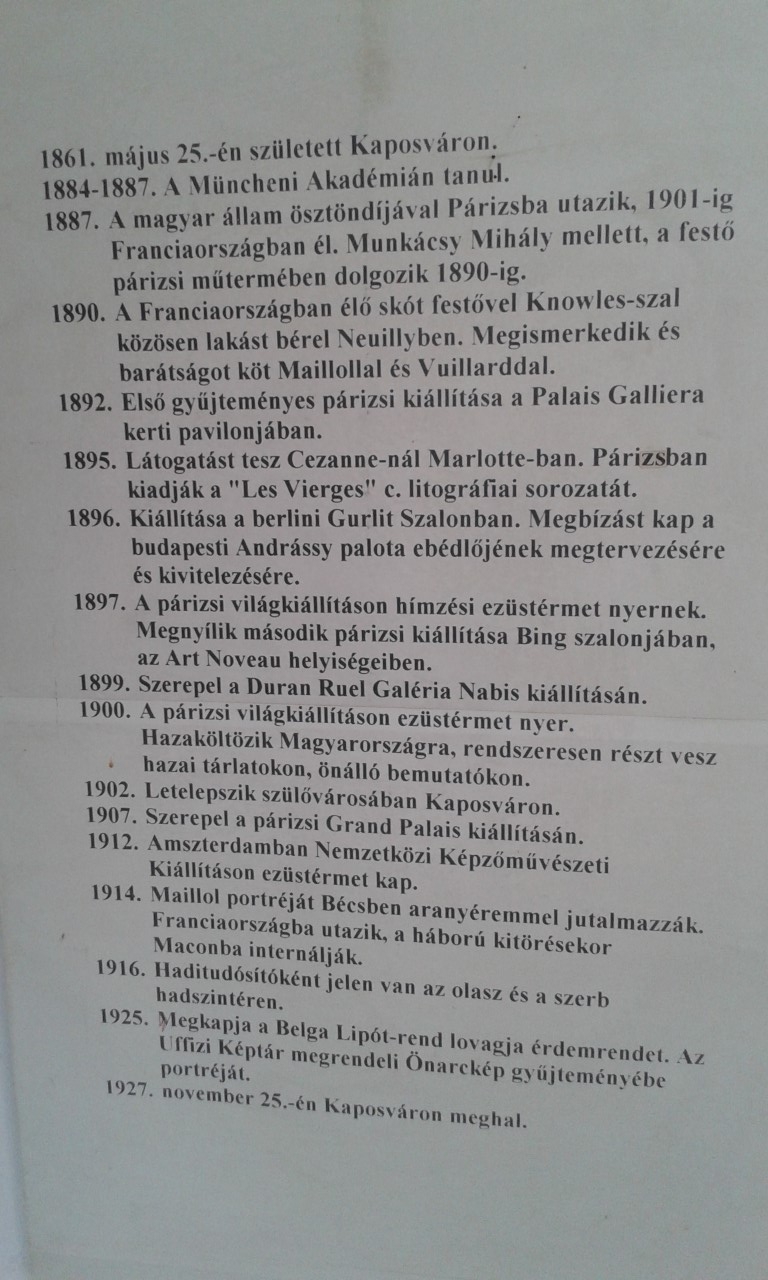 1861. május 25.-én született Kaposváron.
1884-1887. A Müncheni Akadémián tanul.
1887. A magyar állam ösztöndíjával Párizsba utazik, 1901-ig
Franciaországban él. Munkácsy Mihály mellett, a festő
párizsi műtermében dolgozik 1890-ig.
1890. A Franciaországban élő skót festővel Knowles-szal
közösen lakást bérel Neuillyben. Megismerkedik és
barátságot köt Maillollal és Vuillarddal.
1892. Első gyűjteményes párizsi kiállítása a Palais Galliera
kerti pavilonjában.
1895. Látogatást tesz Cezanne-nál Marlotte-ban. Párizsban
kiadják a "Les Vierges" c. litográfiai sorozatát.
1896. Kiállítása a berlini Gurlit Szalonban. Megbízást kap a
budapesti Andrássy palota ebédlőjének megtervezésére
és kivitelezésére.
1897. A párizsi világkiállításon hímzési ezüstérmet nyernek.
Megnyílik második párizsi kiállítása Bing szalonjában,
az Art Noveau helyiségeiben.
1899. Szerepel a Duran Ruel Galéria Nabis kiállításán.
1900. A párizsi világkiállításon ezüstérmet nyer.
Hazaköltözik Magyarországra, rendszeresen részt vesz
hazai tárlatokon, önálló bemutatókon.
1902. Letelepszik szülővárosában Kaposváron.
1907. Szerepel a párizsi Grand Palais kiállításán.
1912. Amszterdamban Nemzetközi Képzőművészeti
Kiállításon ezüstérmet kap.
1914. Maillol portréját Bécsben aranyéremmel jutalmazzák.
Franciaországba utazik, a háború kitörésekor
Maconba internálják.
1916. Haditudósítóként jelen van az olasz és a szerb
hadszintéren.
1925. Megkapja a Belga Lipót-rend lovagja érdemrendet. Az
Uffizi Képtár megrendeli Önarckép gyűjteményébe
portréját.
1927. november 25.-én Kaposváron meghal.